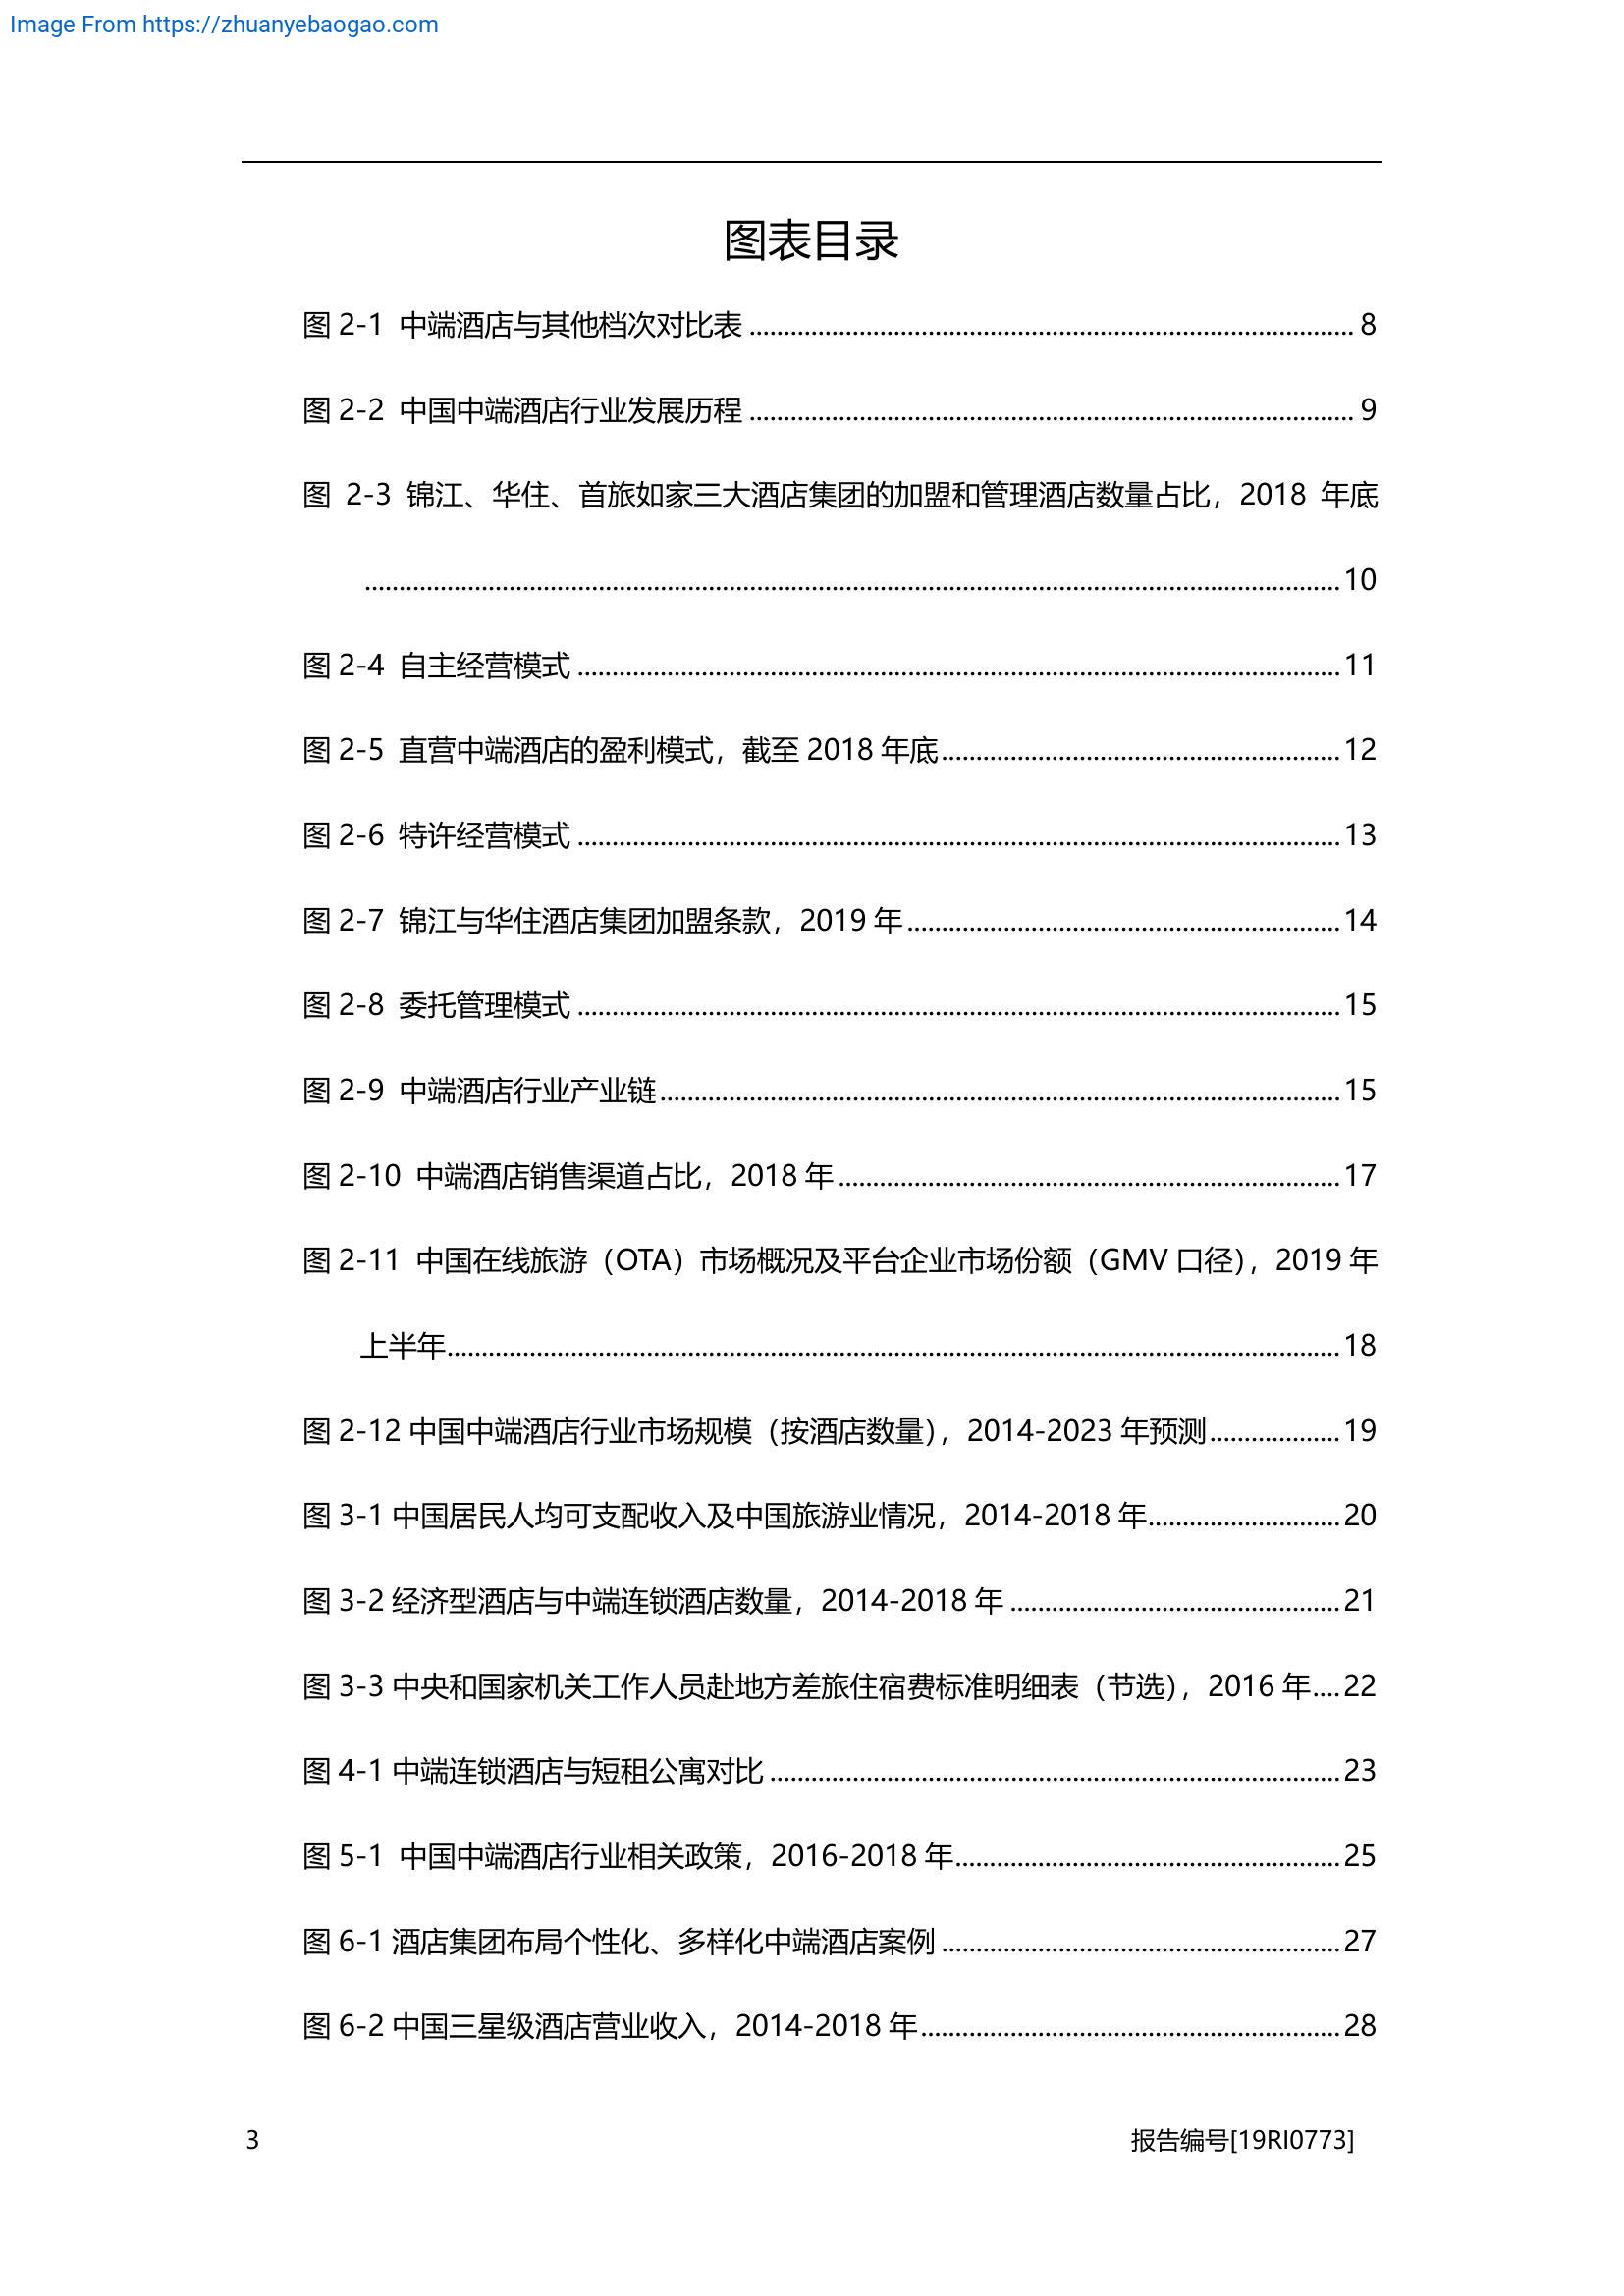 Image From https://zhuanyebaogao.com
图表目录
图 2-1 中端酒店与其他档次对比表 ........................................ 8
图 2-2 中国中端酒店行业发展历程 ........................................ 9
图 2-3 锦江、华住、首旅如家三大酒店集团的加盟和管理酒店数量占比，2018 年底
........................................ 10
图 2-4 自主经营模式 ........................................ 11
图 2-5 直营中端酒店的盈利模式，截至 2018 年底 ........................................ 12
图 2-6 特许经营模式 ........................................ 13
图 2-7 锦江与华住酒店集团加盟条款，2019 年 ........................................ 14
图 2-8 委托管理模式 ........................................ 15
图 2-9 中端酒店行业产业链 ........................................ 15
图 2-10 中端酒店销售渠道占比，2018 年 ........................................ 17
图 2-11 中国在线旅游（OTA）市场概况及平台企业市场份额（GMV 口径），2019 年
上半年 ........................................ 18
图 2-12 中国中端酒店行业市场规模（按酒店数量），2014-2023 年预测 ................... 19
图 3-1 中国居民人均可支配收入及中国旅游业情况，2014-2018 年 ............................ 20
图 3-2 经济型酒店与中端连锁酒店数量，2014-2018 年 ........................................ 21
图 3-3 中央和国家机关工作人员赴地方差旅住宿费标准明细表（节选），2016 年 .... 22
图 4-1 中端连锁酒店与短租公寓对比 ........................................ 23
图 5-1 中国中端酒店行业相关政策，2016-2018 年 ........................................ 25
图 6-1 酒店集团布局个性化、多样化中端酒店案例 ........................................ 27
图 6-2 中国三星级酒店营业收入，2014-2018 年 ........................................ 28
3 报告编号[19RI0773]